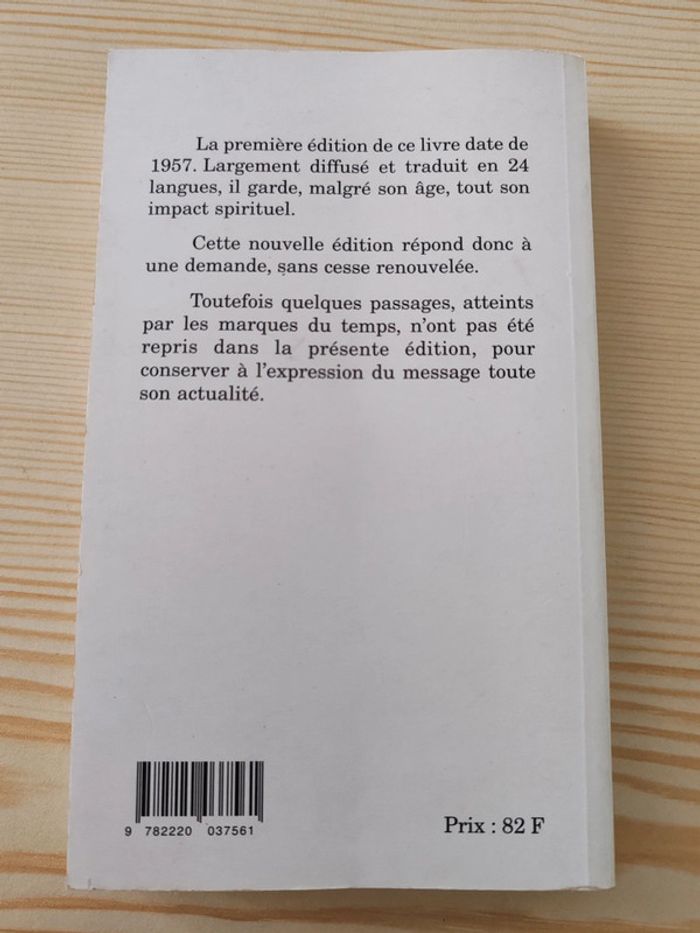 La première édition de ce livre date de
1957. Largement diffusé et traduit en 24
langues, il garde, malgré son âge, tout son
impact spirituel.
Cette nouvelle édition répond donc à
une demande, sans cesse renouvelée.
Toutefois quelques passages, atteints
par les marques du temps, n'ont pas été
repris dans la présente édition, pour
conserver à l'expression du message toute
son actualité.
9 782220 037561
Prix : 82 F